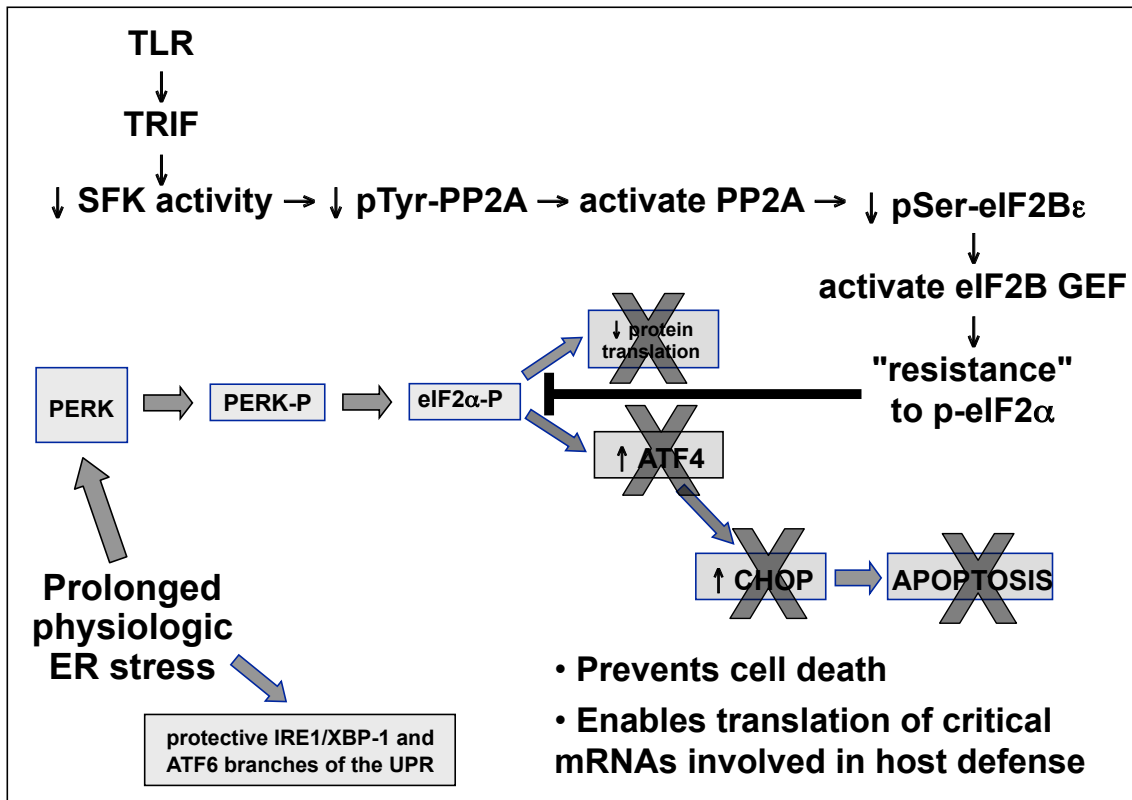 TLR
TRIF
↓ SFK activity → ↓ pTyr-PP2A → activate PP2A → ↓ pSer-eIF2Bε
activate eIF2B GEF
"resistance"
to p-eIF2α
↓ protein
translation
PERK
PERK-P
eIF2α-P
↑ ATF4
↑ CHOP
APOPTOSIS
Prolonged
physiologic
ER stress
protective IRE1/XBP-1 and
ATF6 branches of the UPR
• Prevents cell death
• Enables translation of critical
mRNAs involved in host defense